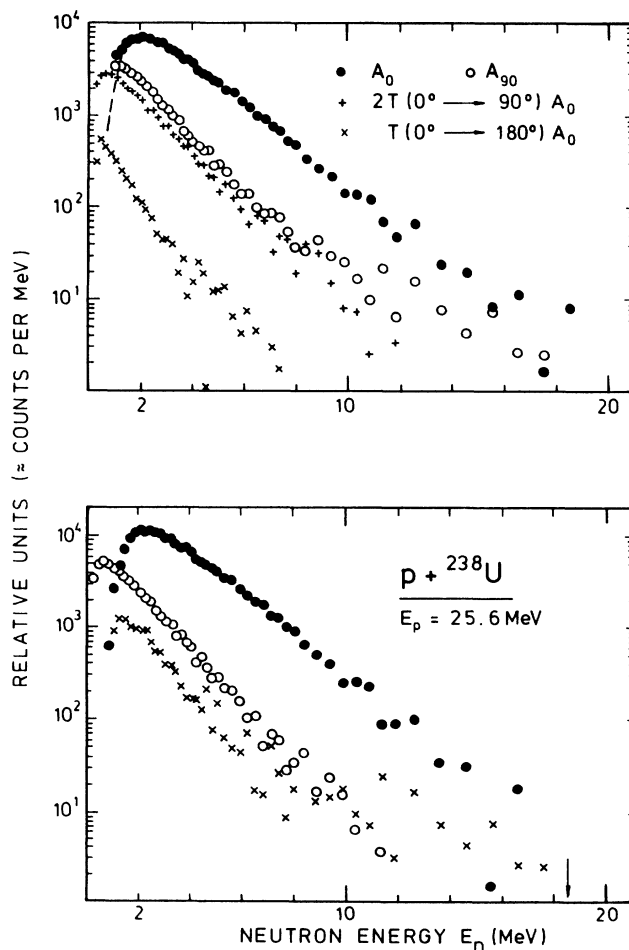 RELATIVE UNITS (≈ COUNTS PER MeV)
10⁴
10³
10²
10¹
● A₀ ○ A₉₀
+ 2T (0° ⟶ 90°) A₀
× T (0° ⟶ 180°) A₀
2 10 20
10⁴
10³
10²
10¹
p + ²³⁸U
Eₚ = 25.6 MeV
2 10 20
NEUTRON ENERGY Eₙ (MeV)